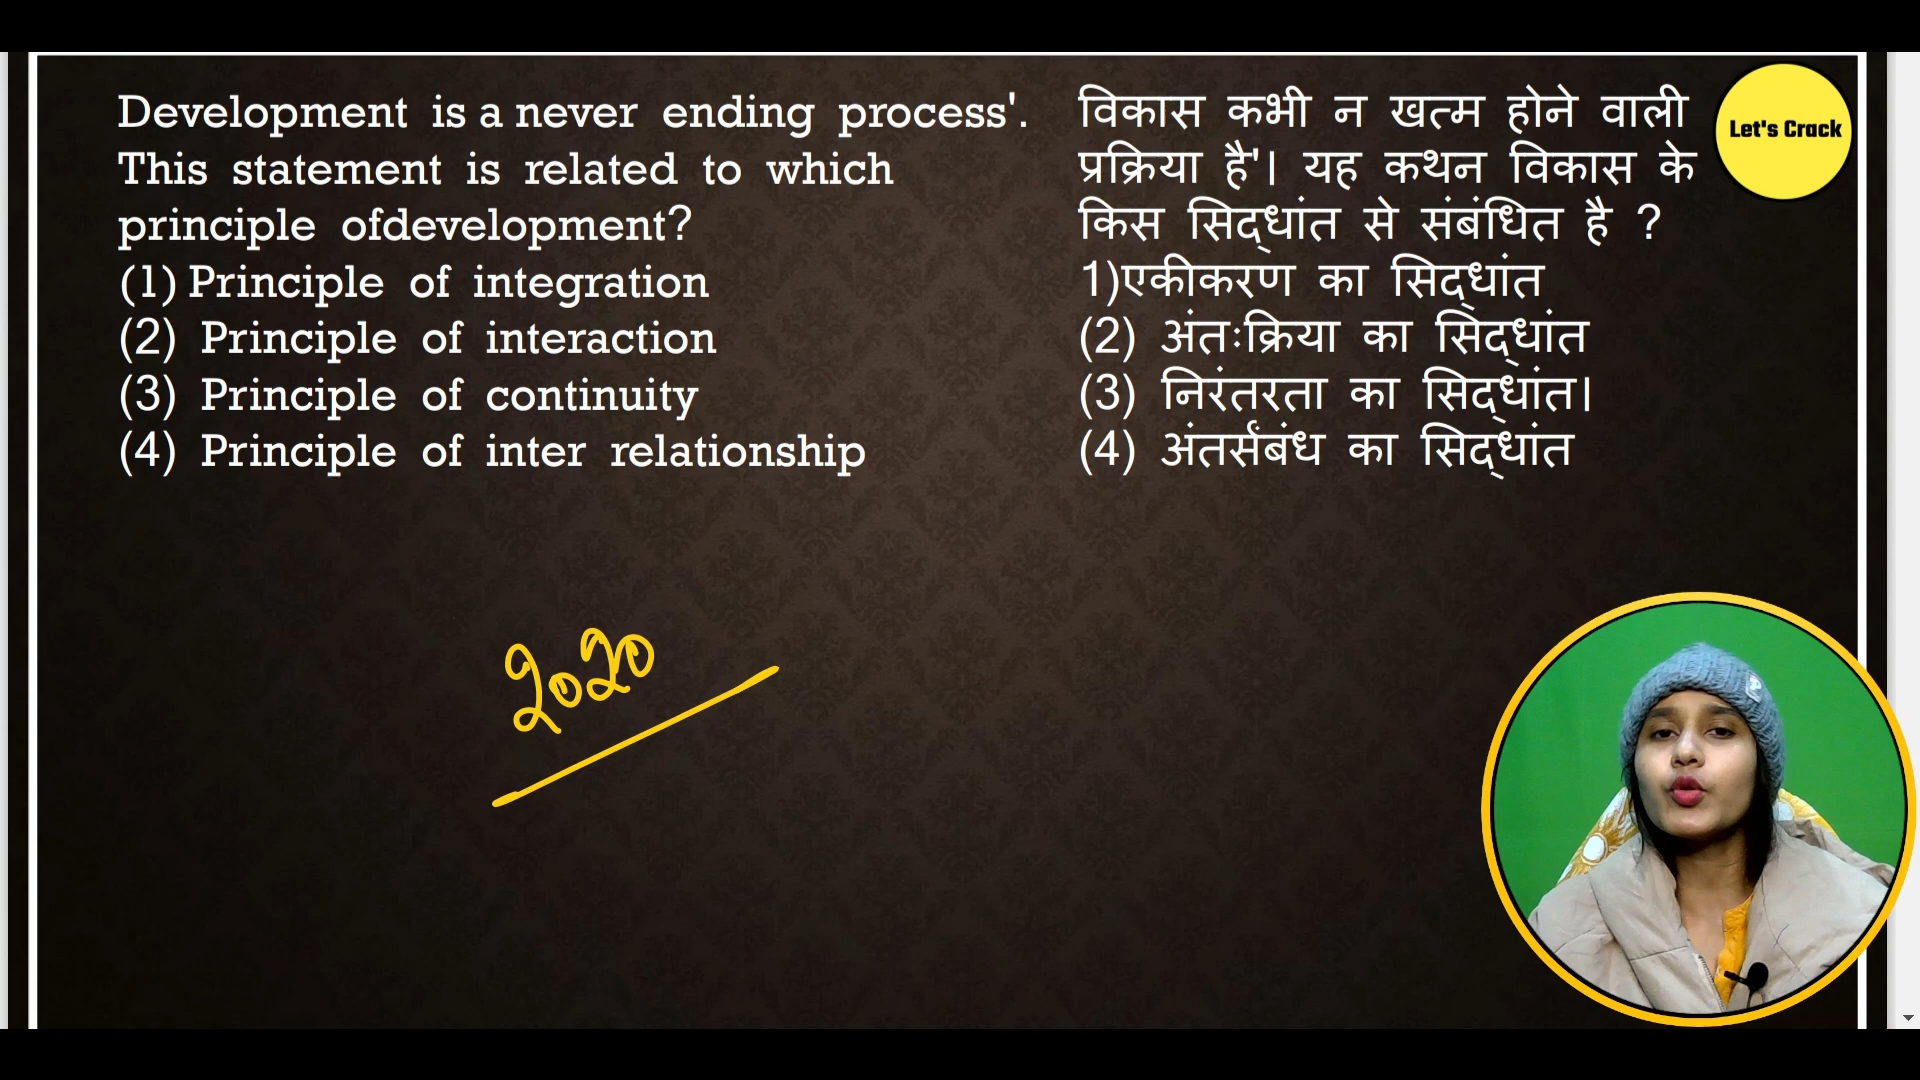 Development is a never ending process'.
This statement is related to which
principle ofdevelopment?
(1) Principle of integration
(2) Principle of interaction
(3) Principle of continuity
(4) Principle of inter relationship
विकास कभी न खत्म होने वाली
प्रक्रिया है'। यह कथन विकास के
किस सिद्धांत से संबंधित है ?
1)एकीकरण का सिद्धांत
(2) अंतःक्रिया का सिद्धांत
(3) निरंतरता का सिद्धांत।
(4) अंतर्संबंध का सिद्धांत
Let's Crack
2020